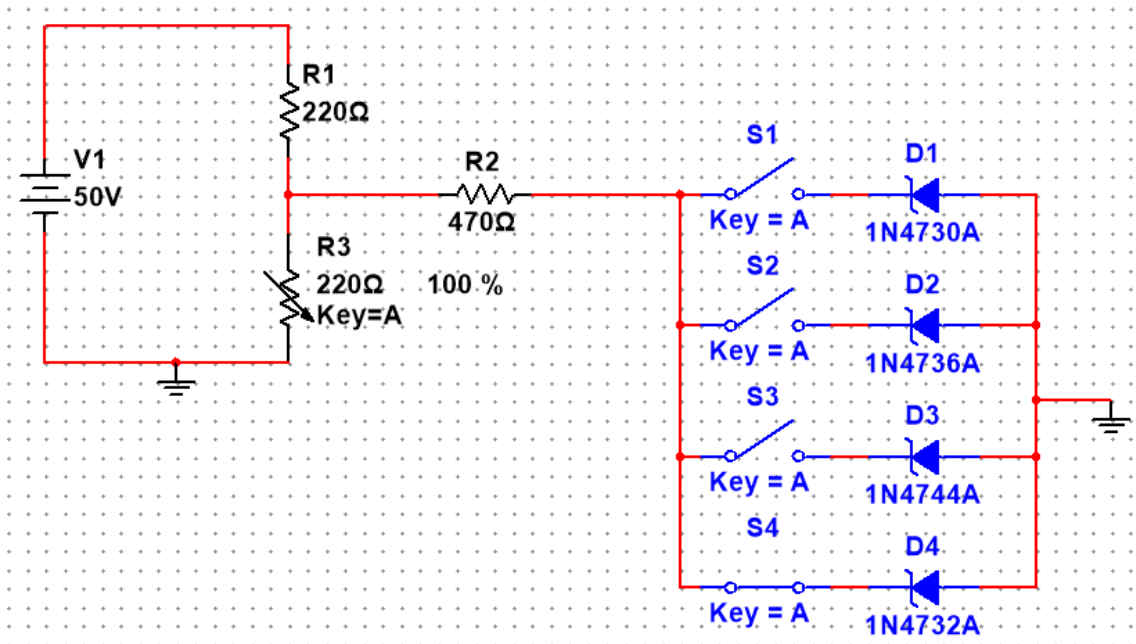 R1
220Ω
V1
50V
R2
470Ω
R3
220Ω 100 %
Key=A
S1
Key = A
D1
1N4730A
S2
Key = A
D2
1N4736A
S3
Key = A
D3
1N4744A
S4
Key = A
D4
1N4732A